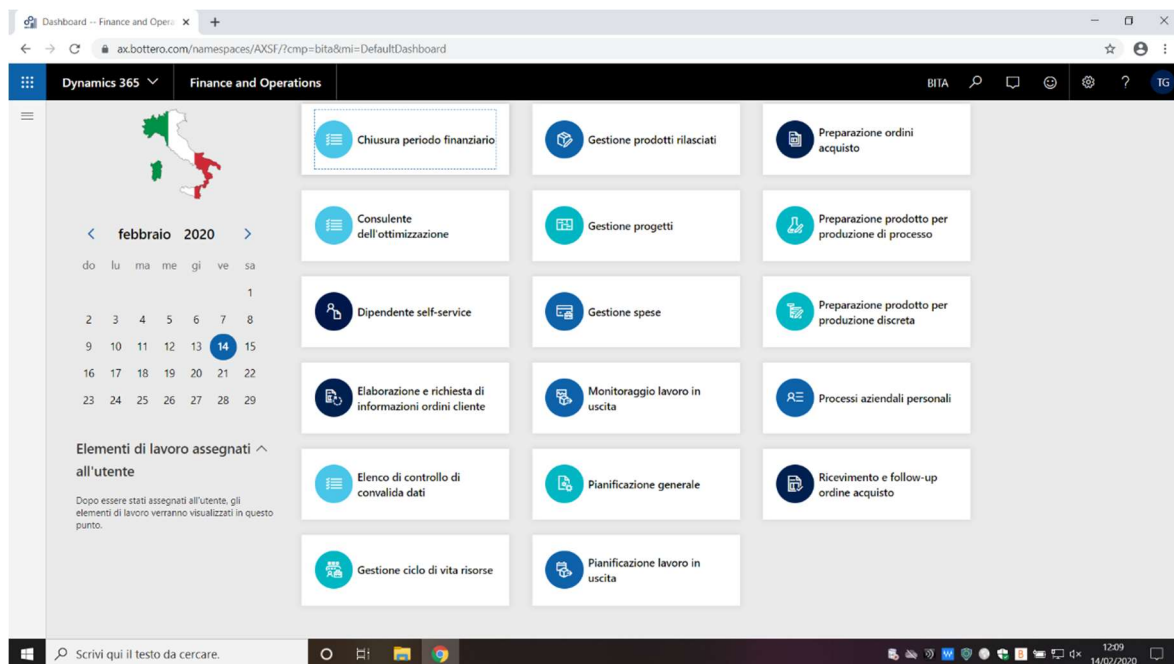 Dashboard -- Finance and Opera
ax.bottero.com/namespaces/AXSF/?cmp=bita&mi=DefaultDashboard
Dynamics 365
Finance and Operations
BITA
?
TG
Chiusura periodo finanziario
Gestione prodotti rilasciati
Preparazione ordini
acquisto
Consulente
dell'ottimizzazione
Gestione progetti
Preparazione prodotto per
produzione di processo
febbraio 2020
do lu ma me gi ve sa
1
2 3 4 5 6 7 8
9 10 11 12 13 14 15
16 17 18 19 20 21 22
23 24 25 26 27 28 29
Dipendente self-service
Gestione spese
Preparazione prodotto per
produzione discreta
Elaborazione e richiesta di
informazioni ordini cliente
Monitoraggio lavoro in
uscita
Processi aziendali personali
Elementi di lavoro assegnati
all'utente
Dopo essere stati assegnati all'utente, gli
elementi di lavoro verranno visualizzati in questo
punto.
Elenco di controllo di
convalida dati
Pianificazione generale
Ricevimento e follow-up
ordine acquisto
Gestione ciclo di vita risorse
Pianificazione lavoro in
uscita
Scrivi qui il testo da cercare.
12:09
14/02/2020